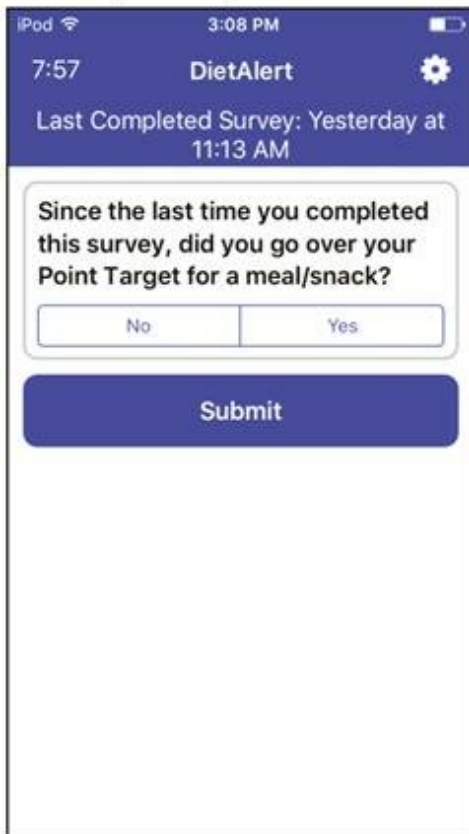 iPod 3:08 PM
7:57 DietAlert
Last Completed Survey: Yesterday at
11:13 AM
Since the last time you completed
this survey, did you go over your
Point Target for a meal/snack?
No Yes
Submit